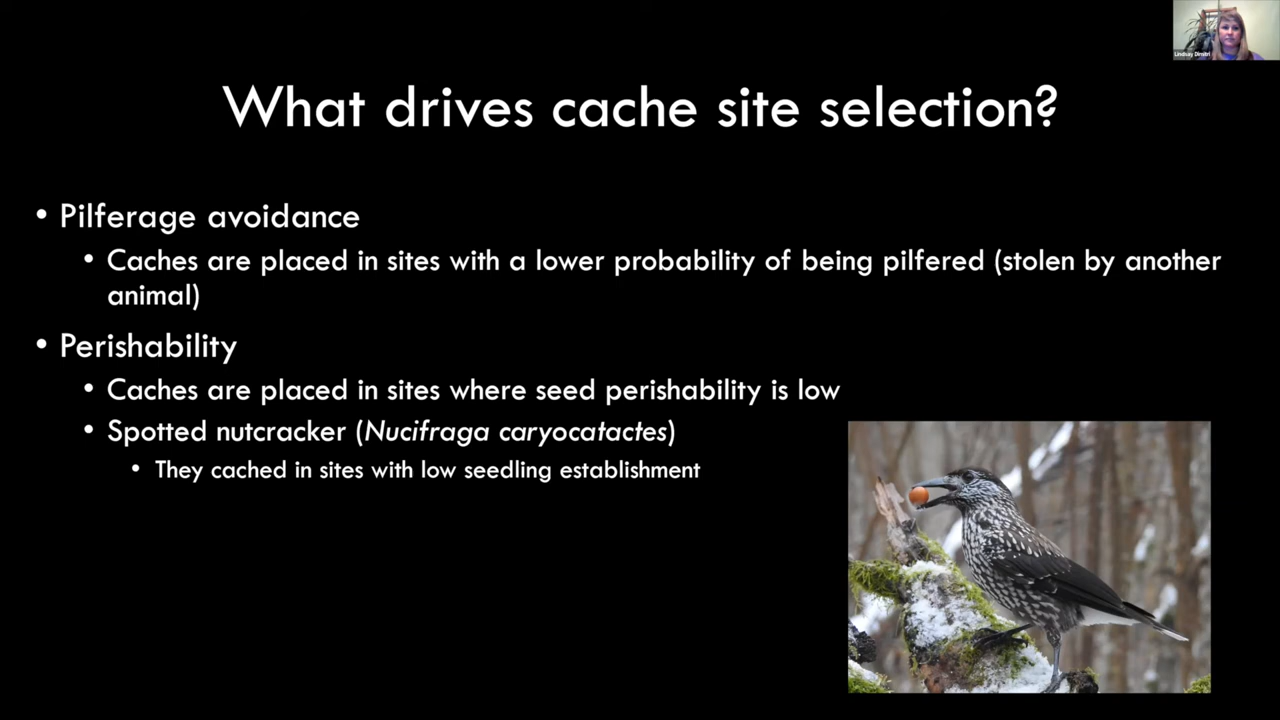 Lindsay Dimitri
What drives cache site selection?
• Pilferage avoidance
• Caches are placed in sites with a lower probability of being pilfered (stolen by another
animal)
• Perishability
• Caches are placed in sites where seed perishability is low
• Spotted nutcracker (Nucifraga caryocatactes)
• They cached in sites with low seedling establishment